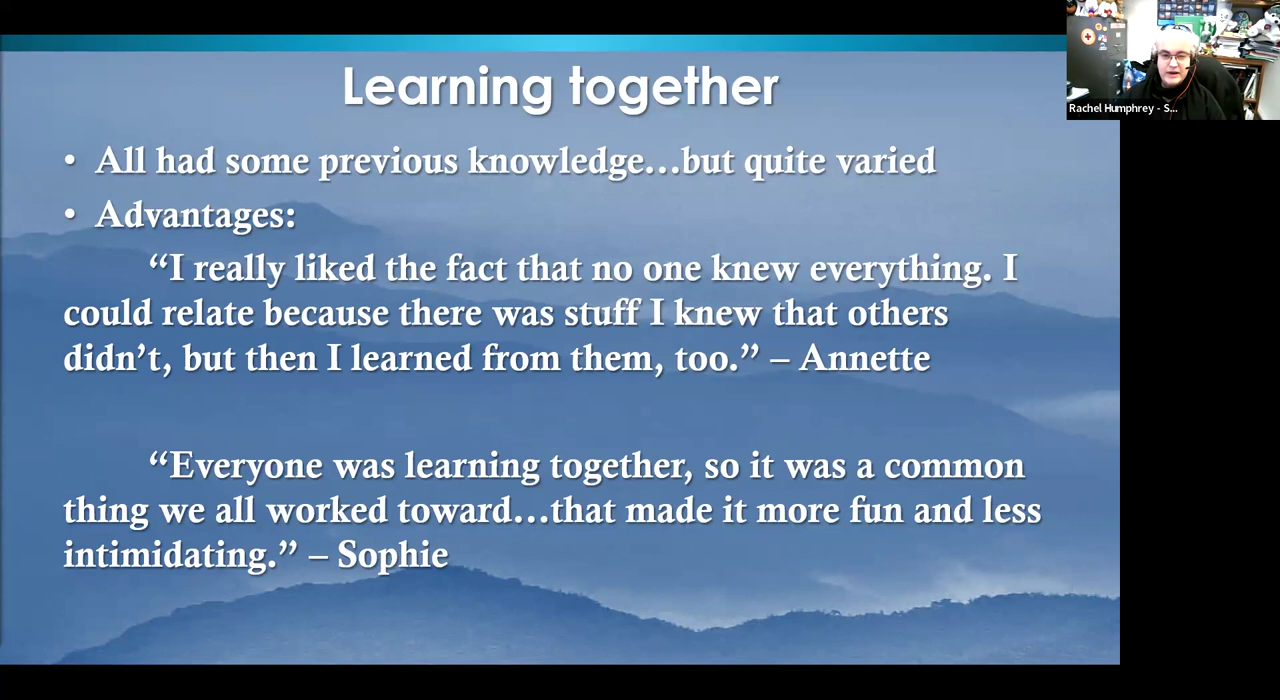 Learning together
• All had some previous knowledge...but quite varied
• Advantages:
“I really liked the fact that no one knew everything. I
could relate because there was stuff I knew that others
didn’t, but then I learned from them, too.” – Annette
“Everyone was learning together, so it was a common
thing we all worked toward...that made it more fun and less
intimidating.” – Sophie
Rachel Humphrey - S...